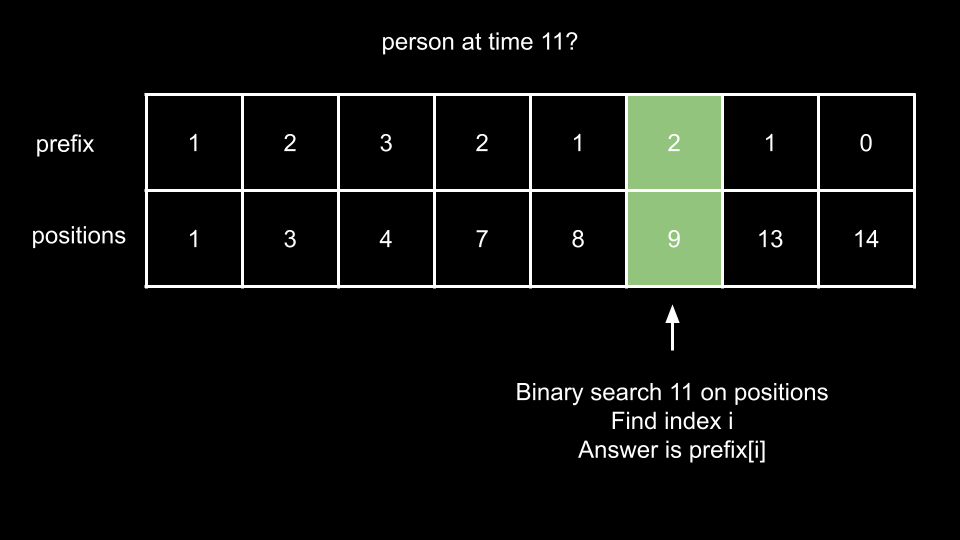 person at time 11?
prefix 1 2 3 2 1 2 1 0
positions 1 3 4 7 8 9 13 14
Binary search 11 on positions
Find index i
Answer is prefix[i]